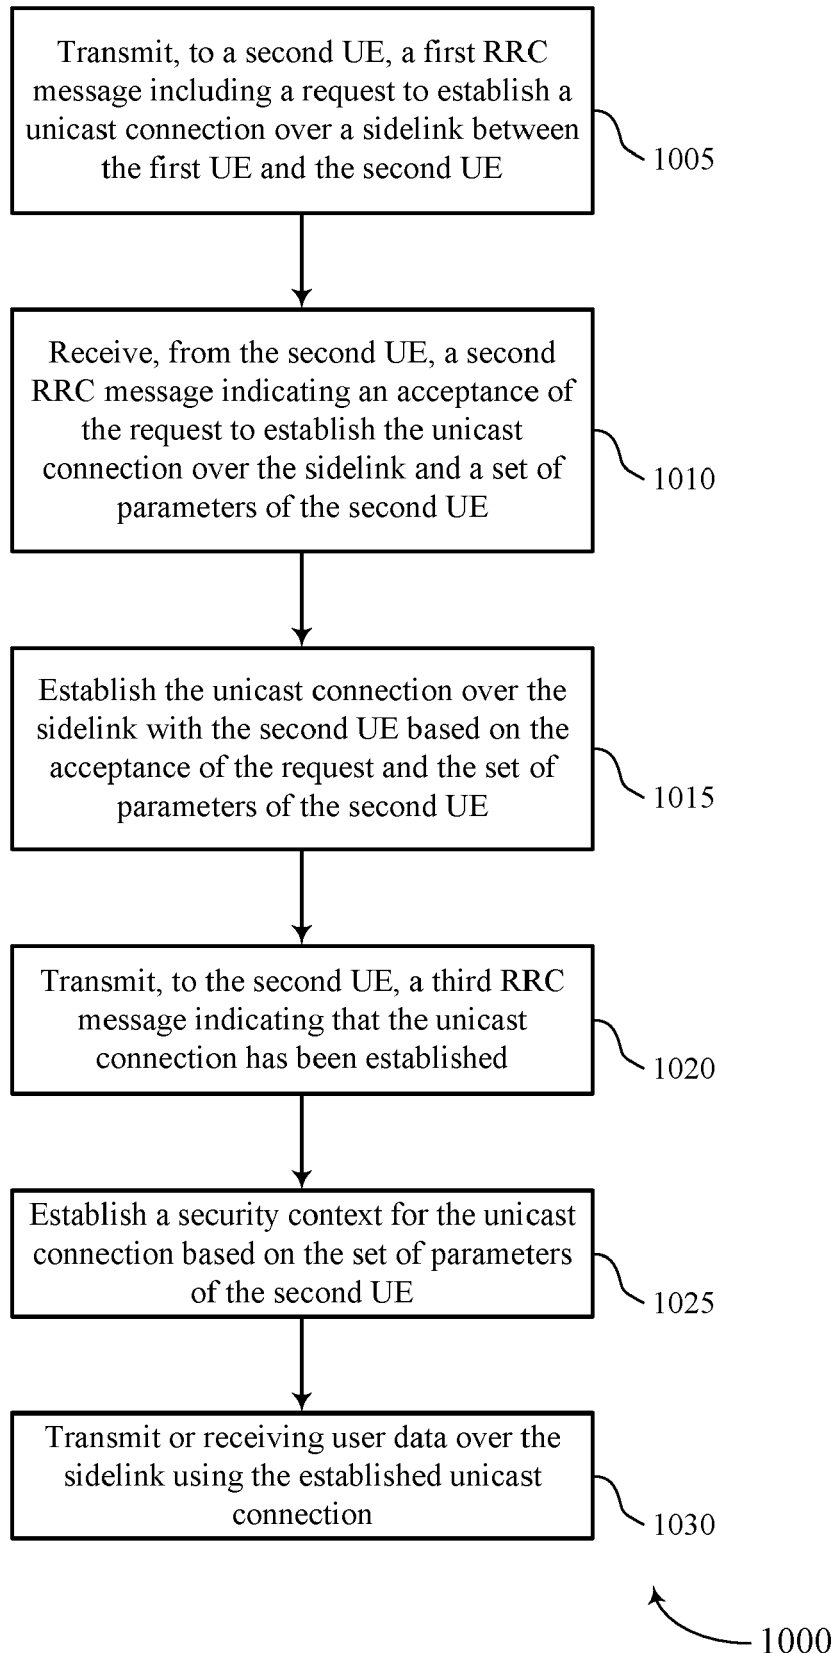 Transmit, to a second UE, a first RRC
message including a request to establish a
unicast connection over a sidelink between
the first UE and the second UE
1005
Receive, from the second UE, a second
RRC message indicating an acceptance of
the request to establish the unicast
connection over the sidelink and a set of
parameters of the second UE
1010
Establish the unicast connection over the
sidelink with the second UE based on the
acceptance of the request and the set of
parameters of the second UE
1015
Transmit, to the second UE, a third RRC
message indicating that the unicast
connection has been established
1020
Establish a security context for the unicast
connection based on the set of parameters
of the second UE
1025
Transmit or receiving user data over the
sidelink using the established unicast
connection
1030
1000